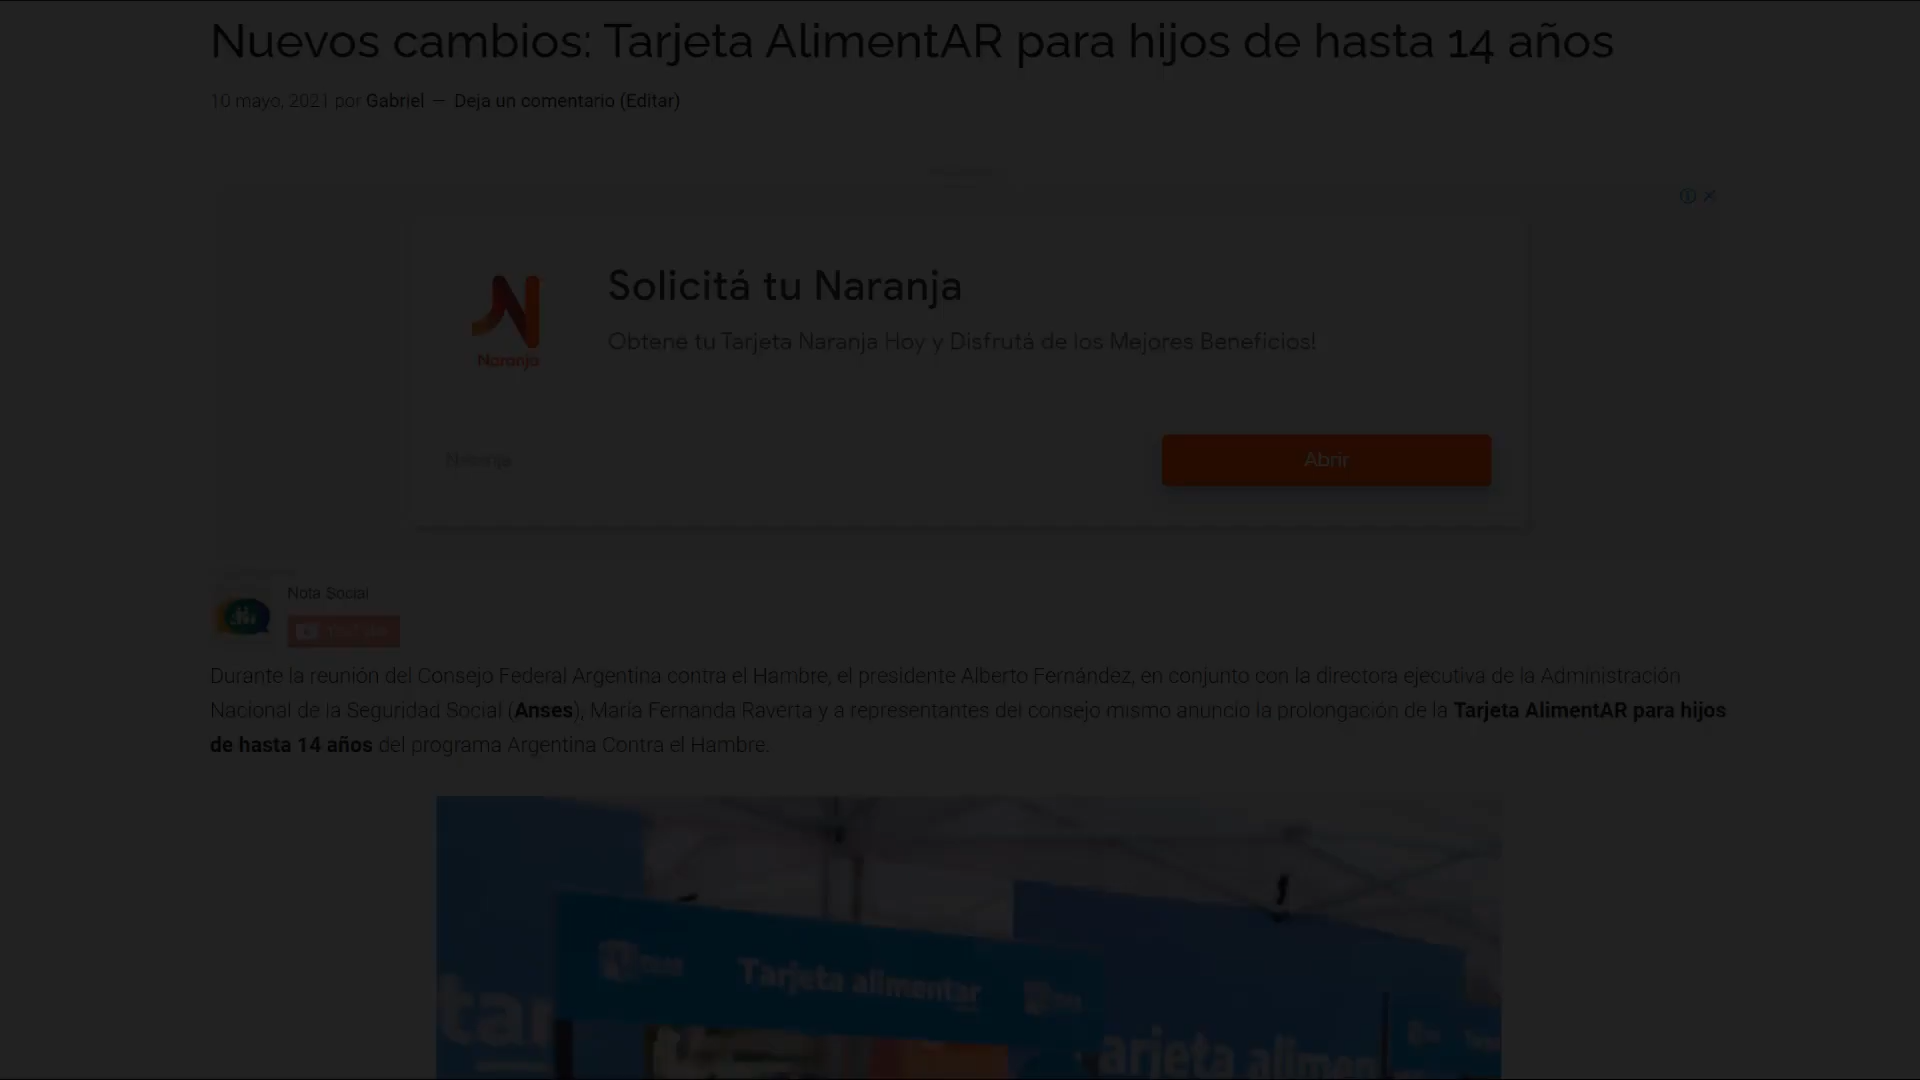 Nuevos cambios: Tarjeta AlimentAR para hijos de hasta 14 años
10 mayo, 2021 por Gabriel — Deja un comentario (Editar)
Solicitá tu Naranja
Obtené tu Tarjeta Naranja Hoy y Disfrutá de los Mejores Beneficios!
Naranja
Naranja
Abrir
Nota Social
YouTube
Durante la reunión del Consejo Federal Argentina contra el Hambre, el presidente Alberto Fernández, en conjunto con la directora ejecutiva de la Administración
Nacional de la Seguridad Social (Anses), María Fernanda Raverta y a representantes del consejo mismo anuncio la prolongación de la Tarjeta AlimentAR para hijos
de hasta 14 años del programa Argentina Contra el Hambre.
Tarjeta alimentar
tar
arjeta alimen